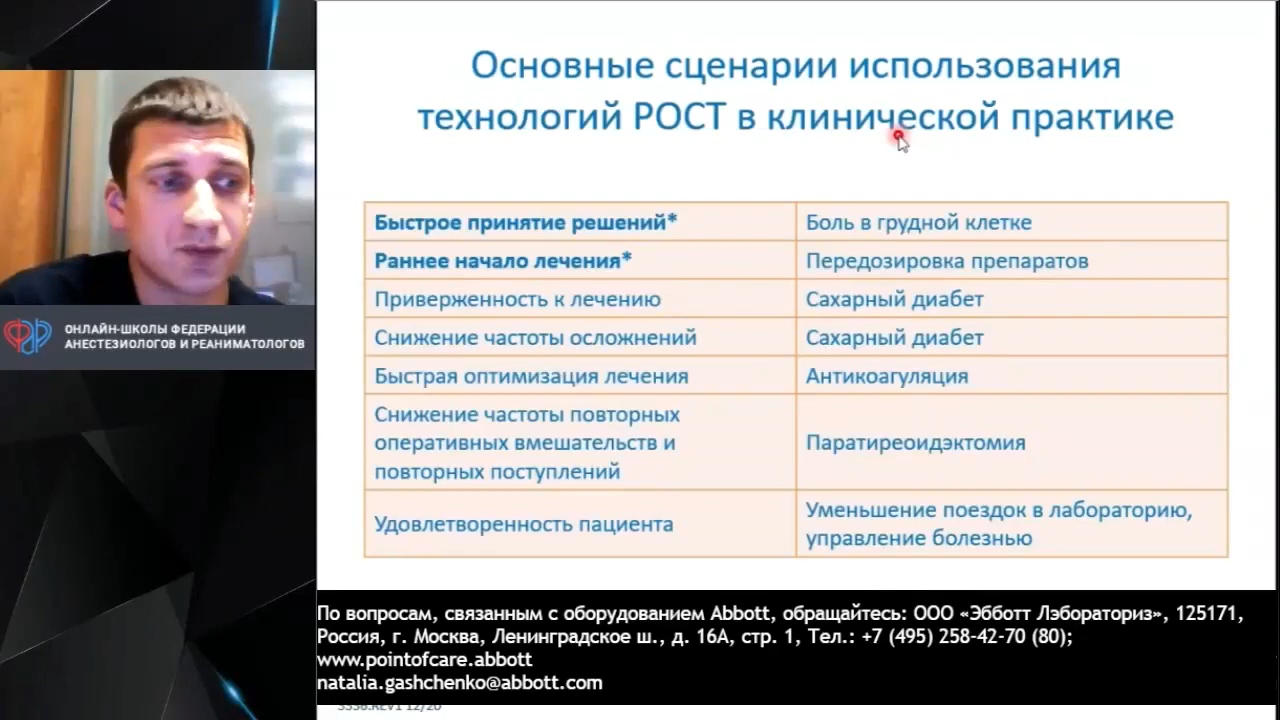 Основные сценарии использования
технологий POCT в клинической практике
Быстрое принятие решений*
Боль в грудной клетке
Раннее начало лечения*
Передозировка препаратов
Приверженность к лечению
Сахарный диабет
Снижение частоты осложнений
Сахарный диабет
Быстрая оптимизация лечения
Антикоагуляция
Снижение частоты повторных
оперативных вмешательств и
повторных поступлений
Паратиреоидэктомия
Удовлетворенность пациента
Уменьшение поездок в лабораторию,
управление болезнью
ОНЛАЙН-ШКОЛЫ ФЕДЕРАЦИИ
АНЕСТЕЗИОЛОГОВ И РЕАНИМАТОЛОГОВ
По вопросам, связанным с оборудованием Abbott, обращайтесь: ООО «Эбботт Лэбораториз», 125171,
Россия, г. Москва, Ленинградское ш., д. 16А, стр. 1, Тел.: +7 (495) 258-42-70 (80);
www.pointofcare.abbott
natalia.gashchenko@abbott.com